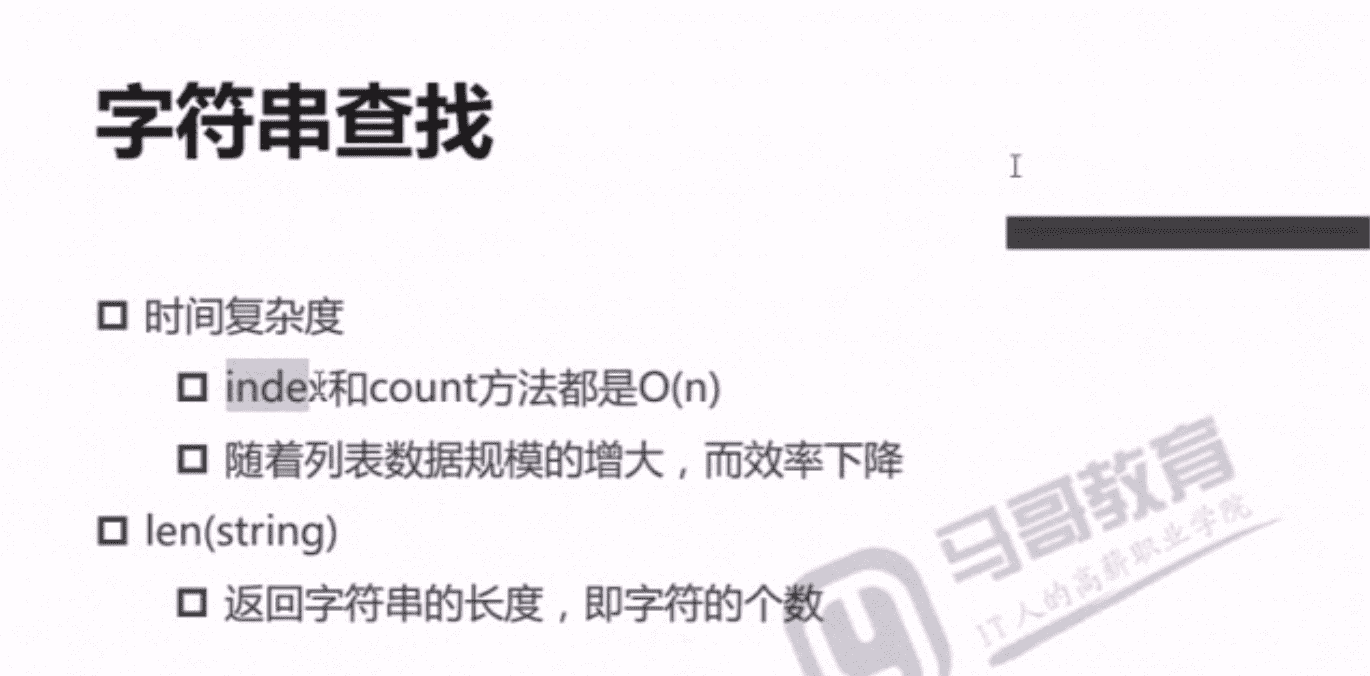 字符串查找
时间复杂度
index和count方法都是O(n)
随着列表数据规模的增大，而效率下降
len(string)
返回字符串的长度，即字符的个数
马哥教育
IT人的高薪职业学院